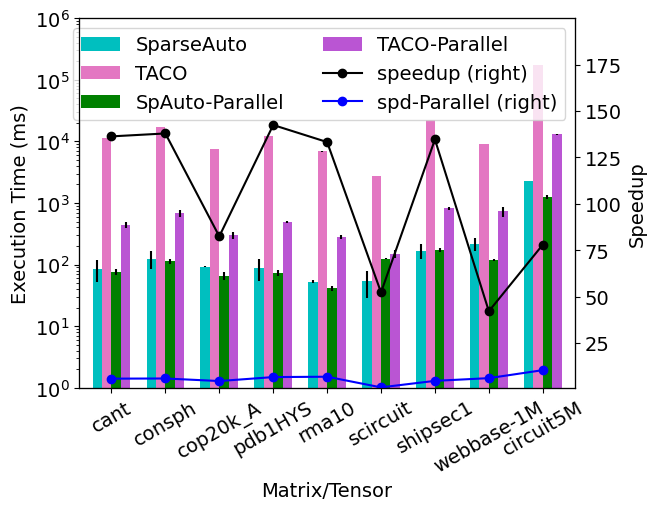 SparseAuto
TACO
SpAuto-Parallel
TACO-Parallel
speedup (right)
spd-Parallel (right)
Execution Time (ms)
10^6
10^5
10^4
10^3
10^2
10^1
10^0
175
150
125
100
75
50
25
Speedup
cant
consph
cop20k_A
pdb1HYS
rma10
scircuit
shipsec1
webbase-1M
circuit5M
Matrix/Tensor